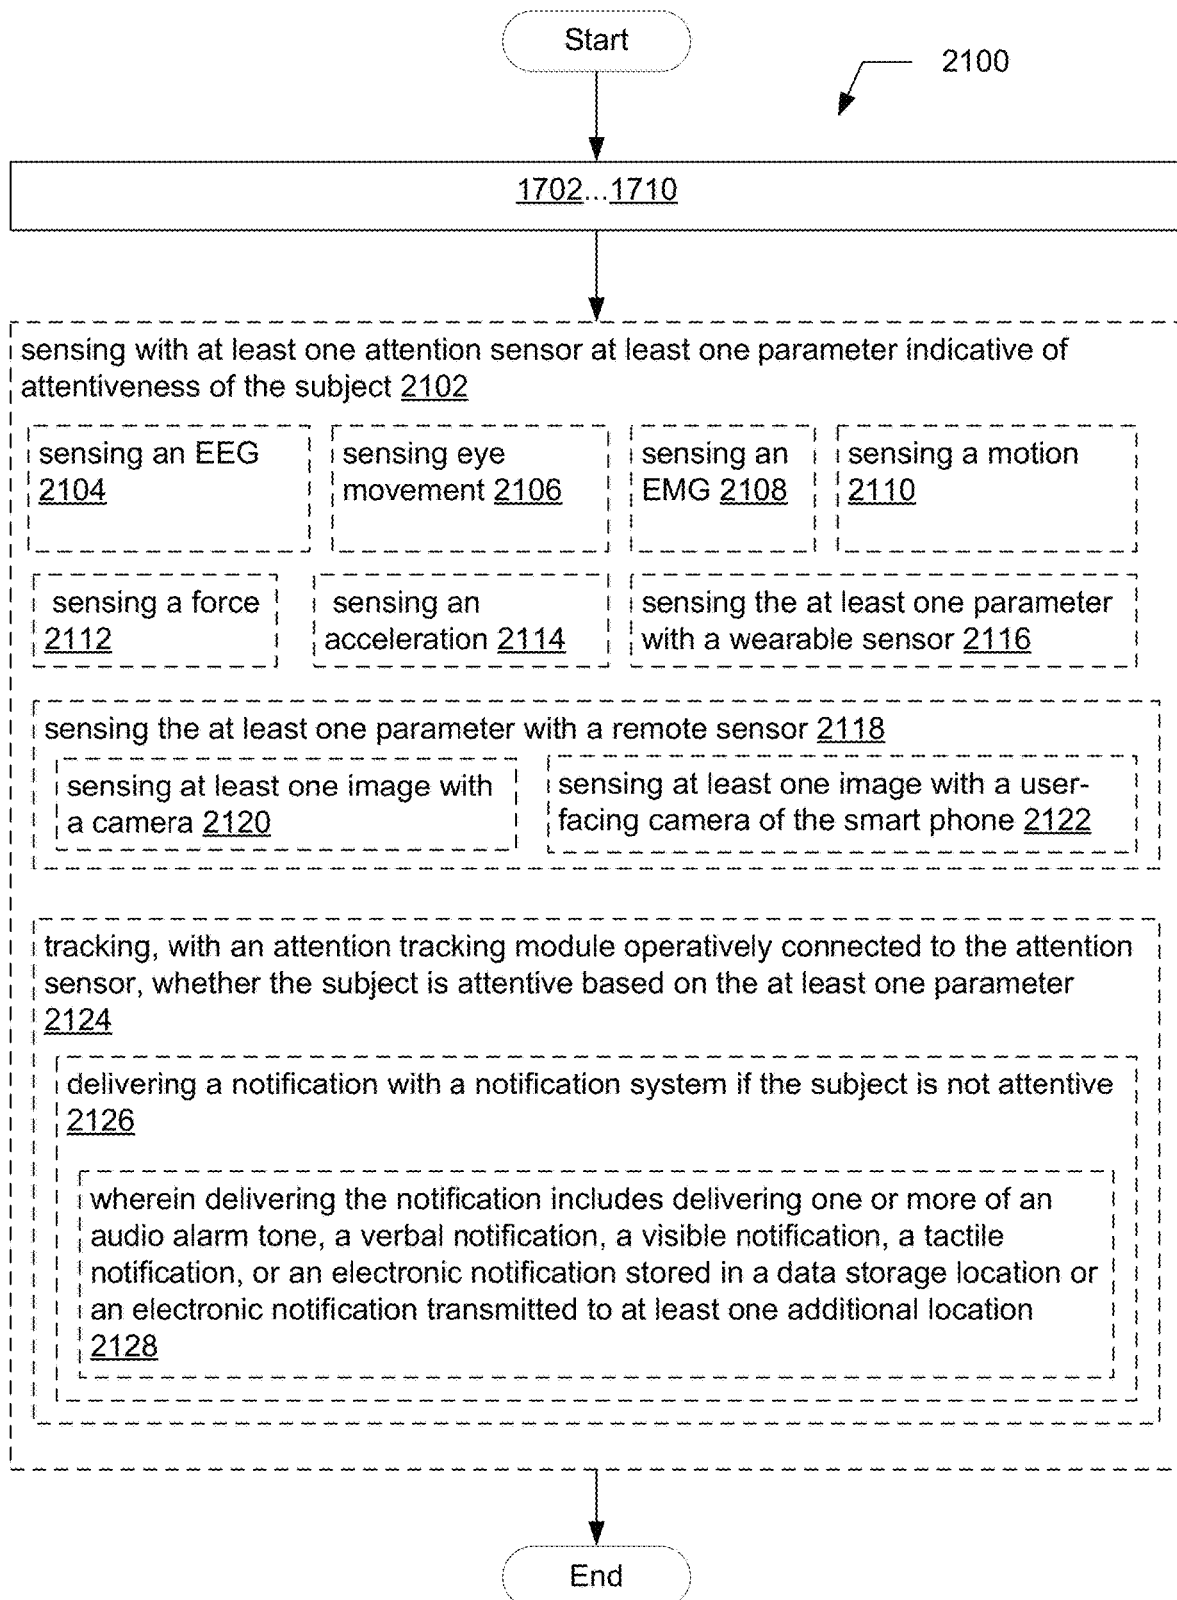 Start
2100
1702...1710
sensing with at least one attention sensor at least one parameter indicative of
attentiveness of the subject 2102
sensing an EEG
2104
sensing eye
movement 2106
sensing an
EMG 2108
sensing a motion
2110
sensing a force
2112
sensing an
acceleration 2114
sensing the at least one parameter
with a wearable sensor 2116
sensing the at least one parameter with a remote sensor 2118
sensing at least one image with
a camera 2120
sensing at least one image with a user-
facing camera of the smart phone 2122
tracking, with an attention tracking module operatively connected to the attention
sensor, whether the subject is attentive based on the at least one parameter
2124
delivering a notification with a notification system if the subject is not attentive
2126
wherein delivering the notification includes delivering one or more of an
audio alarm tone, a verbal notification, a visible notification, a tactile
notification, or an electronic notification stored in a data storage location or
an electronic notification transmitted to at least one additional location
2128
End